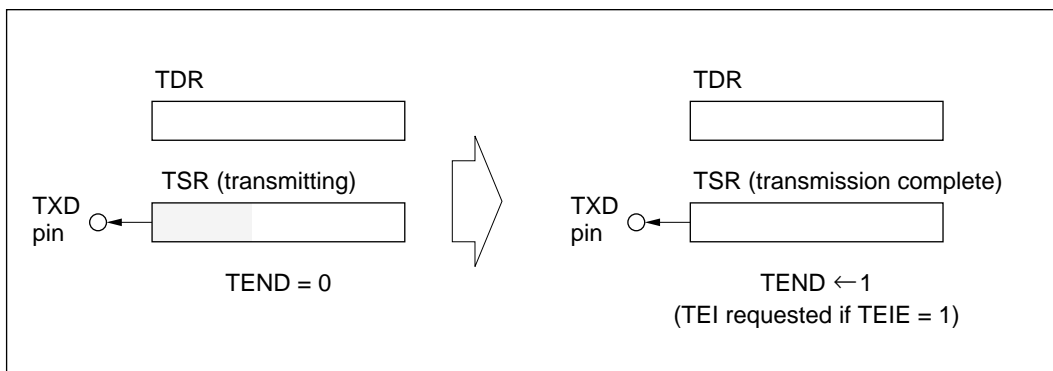 TDR
TSR (transmitting)
TXD
pin
TEND = 0
TDR
TSR (transmission complete)
TXD
pin
TEND ← 1
(TEI requested if TEIE = 1)